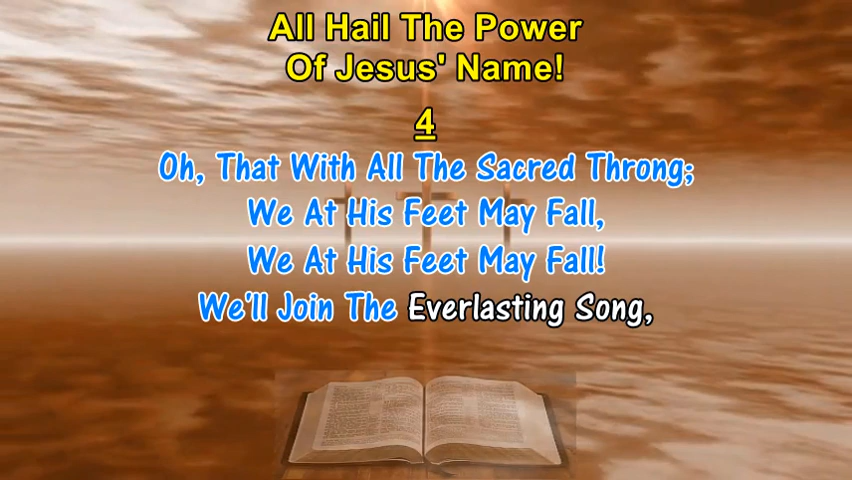 All Hail The Power
Of Jesus' Name!
4
Oh, That With All The Sacred Throng;
We At His Feet May Fall,
We At His Feet May Fall!
We'll Join The Everlasting Song,